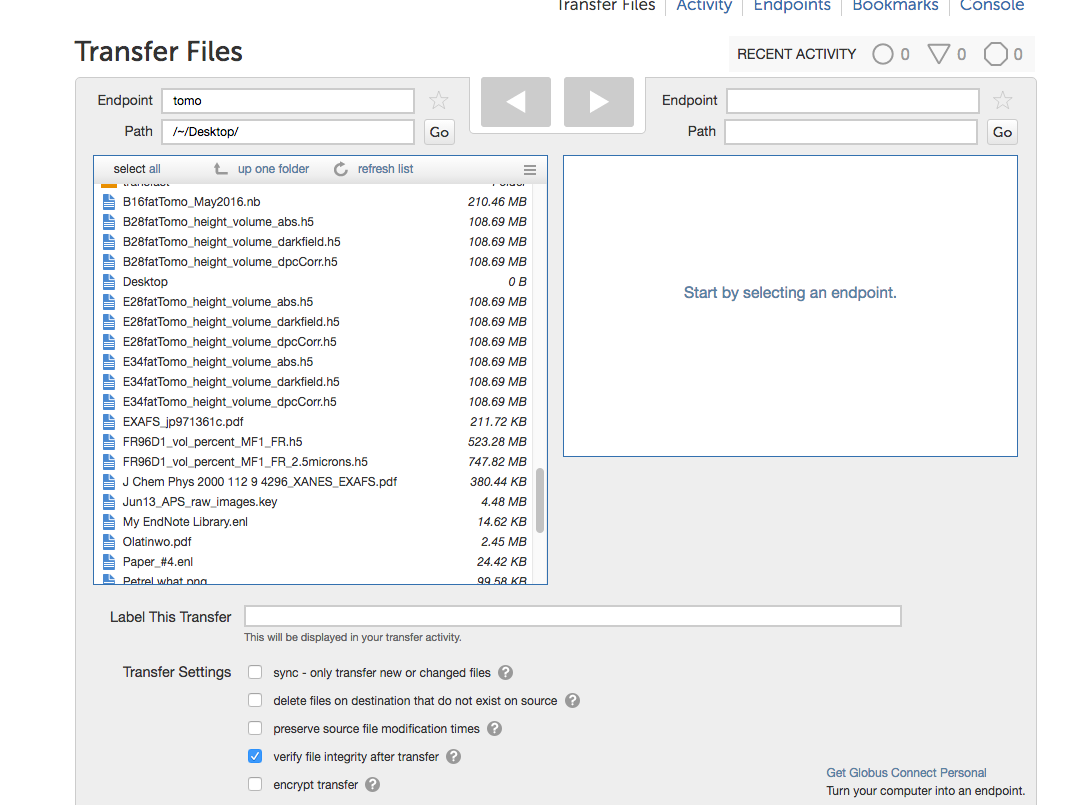 Transfer Files Activity Endpoints Bookmarks Console
Transfer Files
RECENT ACTIVITY 0 0 0
Endpoint tomo
Path /~/Desktop/ Go
Endpoint
Path Go
select all up one folder refresh list
transfast Folder
B16fatTomo_May2016.nb 210.46 MB
B28fatTomo_height_volume_abs.h5 108.69 MB
B28fatTomo_height_volume_darkfield.h5 108.69 MB
B28fatTomo_height_volume_dpcCorr.h5 108.69 MB
Desktop 0 B
E28fatTomo_height_volume_abs.h5 108.69 MB
E28fatTomo_height_volume_darkfield.h5 108.69 MB
E28fatTomo_height_volume_dpcCorr.h5 108.69 MB
E34fatTomo_height_volume_abs.h5 108.69 MB
E34fatTomo_height_volume_darkfield.h5 108.69 MB
E34fatTomo_height_volume_dpcCorr.h5 108.69 MB
EXAFS_jp971361c.pdf 211.72 KB
FR96D1_vol_percent_MF1_FR.h5 523.28 MB
FR96D1_vol_percent_MF1_FR_2.5microns.h5 747.82 MB
J Chem Phys 2000 112 9 4296_XANES_EXAFS.pdf 380.44 KB
Jun13_APS_raw_images.key 4.48 MB
My EndNote Library.enl 14.62 KB
Olatinwo.pdf 2.45 MB
Paper_#4.enl 24.42 KB
Petrel what.png 99.58 KB
Start by selecting an endpoint.
Label This Transfer
This will be displayed in your transfer activity.
Transfer Settings
sync - only transfer new or changed files ?
delete files on destination that do not exist on source ?
preserve source file modification times ?
verify file integrity after transfer ?
encrypt transfer ?
Get Globus Connect Personal
Turn your computer into an endpoint.